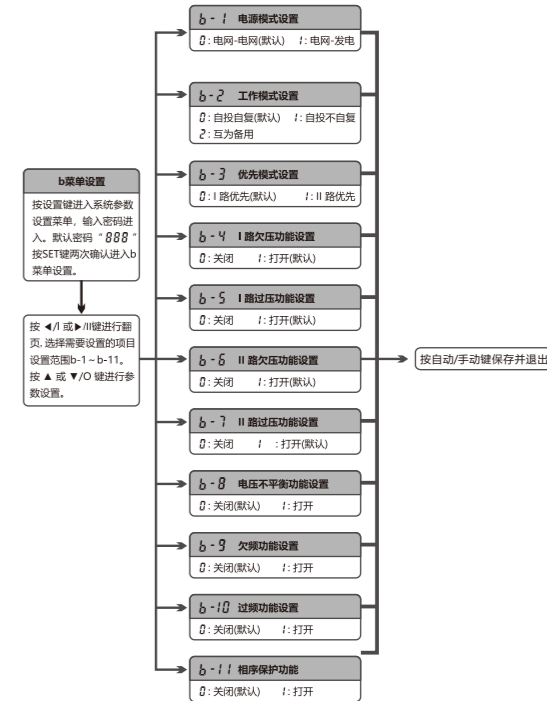 b菜单设置
按设置键进入系统参数
设置菜单，输入密码进
入。默认密码“888“
按SET键两次确认进入b
菜单设置。
按 ◀/I 或▶/II键进行翻
页, 选择需要设置的项目
设置范围b-1 ~ b-11。
按 ▲ 或 ▼/O 键进行参
数设置。
b-1 电源模式设置
0: 电网-电网(默认) 1: 电网-发电
b-2 工作模式设置
0: 自投自复(默认) 1: 自投不自复
2: 互为备用
b-3 优先模式设置
0: I 路优先(默认) 1: II 路优先
b-4 I 路欠压功能设置
0: 关闭 1: 打开(默认)
b-5 I 路过压功能设置
0: 关闭 1: 打开(默认)
b-6 II 路欠压功能设置
0: 关闭 1: 打开(默认)
b-7 II 路过压功能设置
0: 关闭 1 : 打开(默认)
b-8 电压不平衡功能设置
0: 关闭(默认) 1: 打开
b-9 欠频功能设置
0: 关闭(默认) 1: 打开
b-10 过频功能设置
0: 关闭(默认) 1: 打开
b-11 相序保护功能
0: 关闭(默认) 1: 打开
按自动/手动键保存并退出